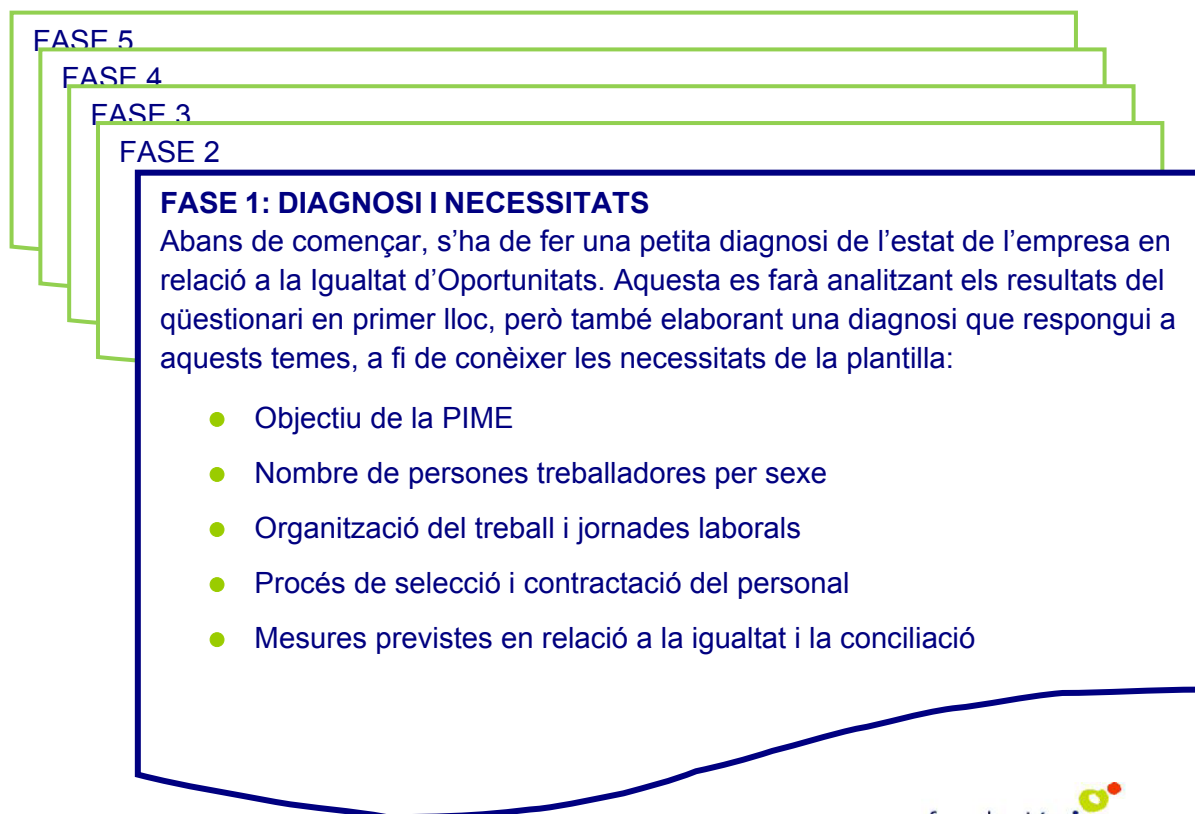 FASE 5
FASE 4
FASE 3
FASE 2
FASE 1: DIAGNOSI I NECESSITATS
Abans de començar, s’ha de fer una petita diagnosi de l’estat de l’empresa en
relació a la Igualtat d’Oportunitats. Aquesta es farà analitzant els resultats del
qüestionari en primer lloc, però també elaborant una diagnosi que respongui a
aquests temes, a fi de conèixer les necessitats de la plantilla:
● Objectiu de la PIME
● Nombre de persones treballadores per sexe
● Organització del treball i jornades laborals
● Procés de selecció i contractació del personal
● Mesures previstes en relació a la igualtat i la conciliació